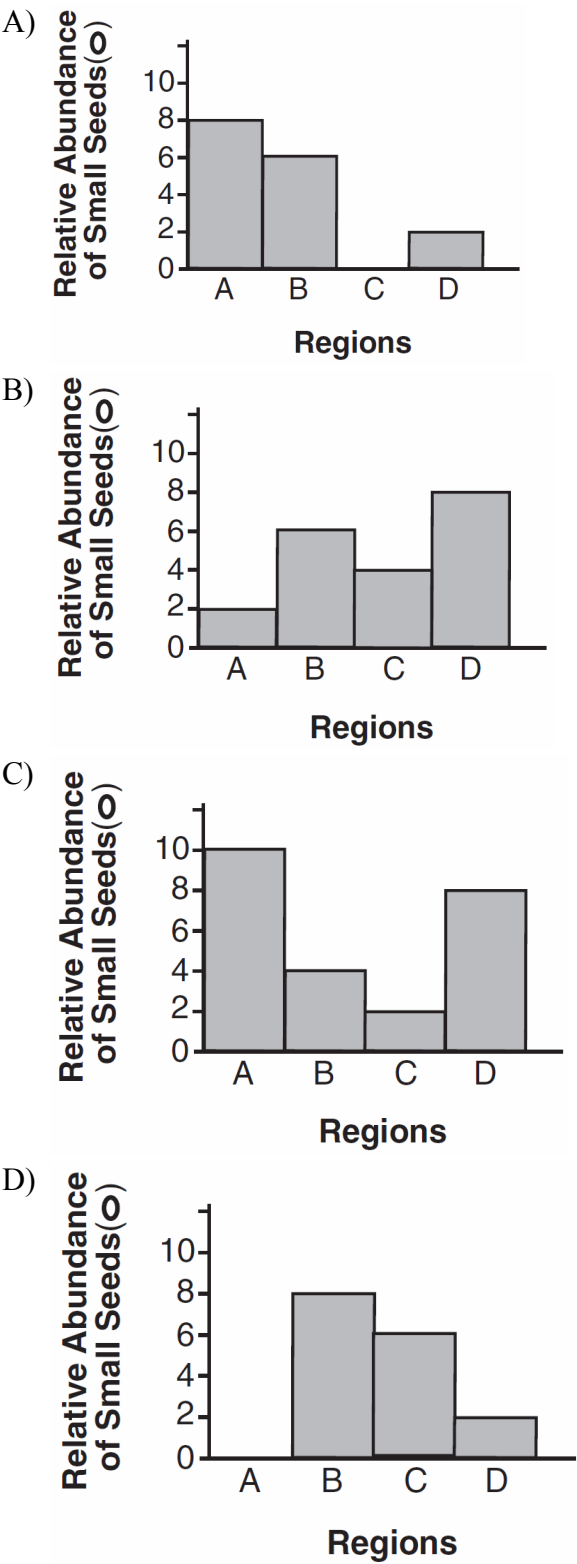 A)
Relative Abundance
of Small Seeds(O)
10
8
6
4
2
0
A B C D
Regions
B)
Relative Abundance
of Small Seeds(O)
10
8
6
4
2
0
A B C D
Regions
C)
Relative Abundance
of Small Seeds(O)
10
8
6
4
2
0
A B C D
Regions
D)
Relative Abundance
of Small Seeds(O)
10
8
6
4
2
0
A B C D
Regions